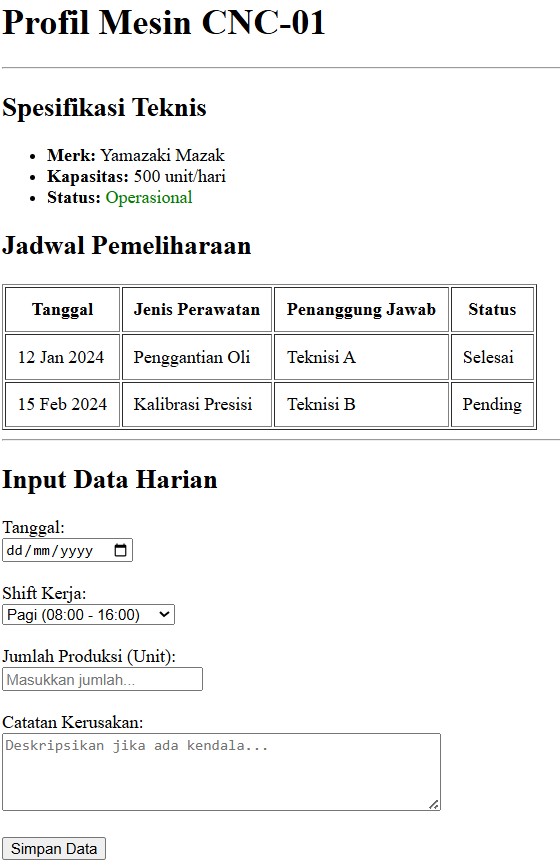 Profil Mesin CNC-01
Spesifikasi Teknis
Merk: Yamazaki Mazak
Kapasitas: 500 unit/hari
Status: Operasional
Jadwal Pemeliharaan
Tanggal Jenis Perawatan Penanggung Jawab Status
12 Jan 2024 Penggantian Oli Teknisi A Selesai
15 Feb 2024 Kalibrasi Presisi Teknisi B Pending
Input Data Harian
Tanggal:
dd/mm/yyyy
Shift Kerja:
Pagi (08:00 - 16:00)
Jumlah Produksi (Unit):
Masukkan jumlah...
Catatan Kerusakan:
Deskripsikan jika ada kendala...
Simpan Data